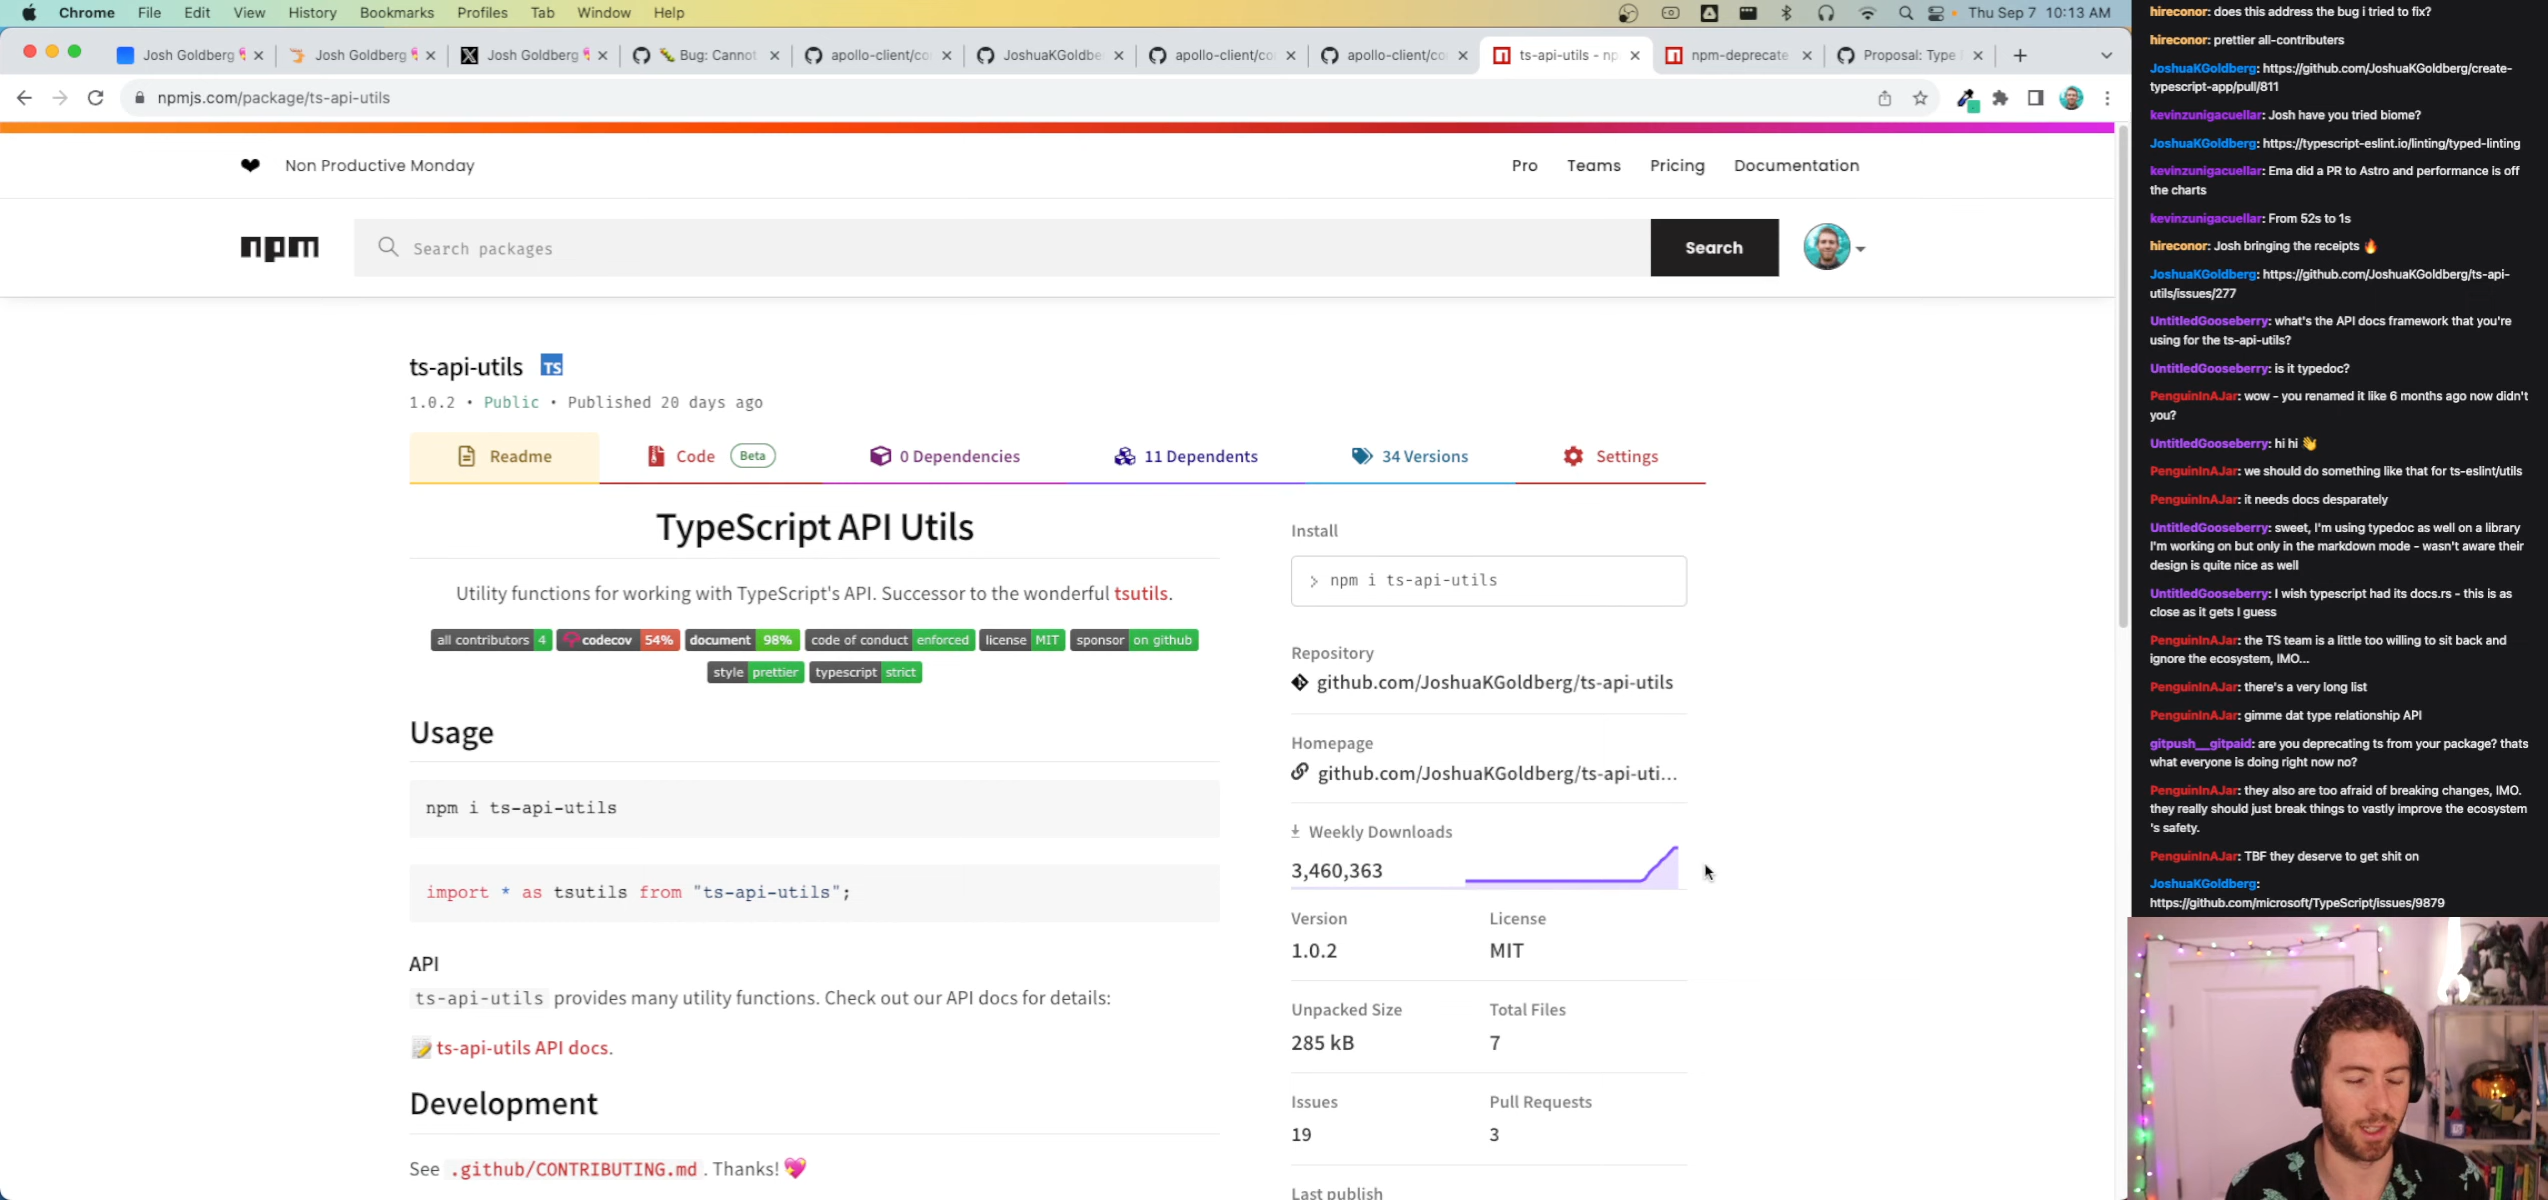 Chrome File Edit View History Bookmarks Profiles Tab Window Help Thu Sep 7 10:13 AM
Josh Goldberg Josh Goldberg Josh Goldberg Bug: Cannot apollo-client/co JoshuaKGoldbe apollo-client/co apollo-client/co ts-api-utils - np npm-deprecate Proposal: Type
npmjs.com/package/ts-api-utils
❤ Non Productive Monday Pro Teams Pricing Documentation
npm Search packages Search
ts-api-utils TS
1.0.2 • Public • Published 20 days ago
Readme Code Beta 0 Dependencies 11 Dependents 34 Versions Settings
TypeScript API Utils
Utility functions for working with TypeScript's API. Successor to the wonderful tsutils.
all contributors 4 codecov 54% document 98% code of conduct enforced license MIT sponsor on github
style prettier typescript strict
Usage
npm i ts-api-utils
import * as tsutils from "ts-api-utils";
API
ts-api-utils provides many utility functions. Check out our API docs for details:
📝 ts-api-utils API docs.
Development
See .github/CONTRIBUTING.md. Thanks! 💖
Install
> npm i ts-api-utils
Repository
github.com/JoshuaKGoldberg/ts-api-utils
Homepage
github.com/JoshuaKGoldberg/ts-api-uti...
Weekly Downloads
3,460,363
Version License
1.0.2 MIT
Unpacked Size Total Files
285 kB 7
Issues Pull Requests
19 3
Last publish
hireconor: does this address the bug i tried to fix?
hireconor: prettier all-contributors
JoshuaKGoldberg: https://github.com/JoshuaKGoldberg/create-
typescript-app/pull/811
kevinzunigacuellar: Josh have you tried biome?
JoshuaKGoldberg: https://typescript-eslint.io/linting/typed-linting
kevinzunigacuellar: Ema did a PR to Astro and performance is off
the charts
kevinzunigacuellar: From 52s to 1s
hireconor: Josh bringing the receipts 🔥
JoshuaKGoldberg: https://github.com/JoshuaKGoldberg/ts-api-
utils/issues/277
UntitledGooseberry: what's the API docs framework that you're
using for the ts-api-utils?
UntitledGooseberry: is it typedoc?
PenguinInAJar: wow - you renamed it like 6 months ago now didn't
you?
UntitledGooseberry: hi hi 👋
PenguinInAJar: we should do something like that for ts-eslint/utils
PenguinInAJar: it needs docs desparately
UntitledGooseberry: sweet, I'm using typedoc as well on a library
I'm working on but only in the markdown mode - wasn't aware their
design is quite nice as well
UntitledGooseberry: I wish typescript had its docs.rs - this is as
close as it gets I guess
PenguinInAJar: the TS team is a little too willing to sit back and
ignore the ecosystem, IMO...
PenguinInAJar: there's a very long list
PenguinInAJar: gimme dat type relationship API
gitpush__gitpaid: are you deprecating ts from your package? thats
what everyone is doing right now no?
PenguinInAJar: they also are too afraid of breaking changes, IMO.
they really should just break things to vastly improve the ecosystem
's safety.
PenguinInAJar: TBF they deserve to get shit on
JoshuaKGoldberg:
https://github.com/microsoft/TypeScript/issues/9879